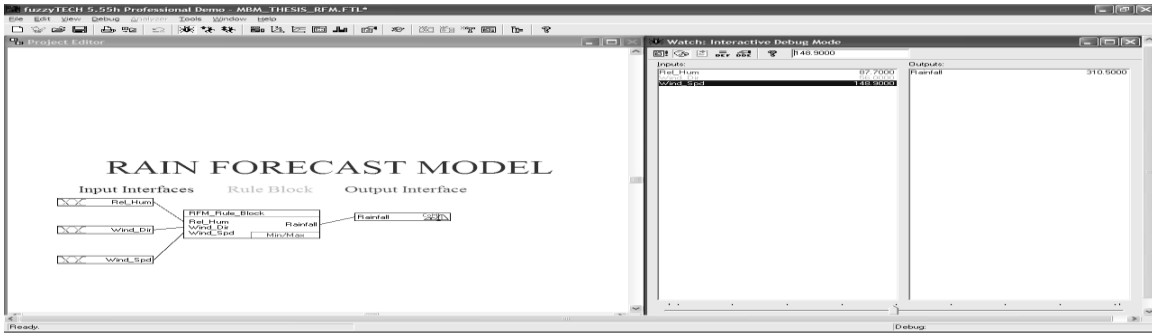 fuzzyTECH 5.55h Professional Demo - MBM_THESIS_RFM.FTL*
File Edit View Debug Analyzer Tools Window Help
Project Editor
RAIN FORECAST MODEL
Input Interfaces Rule Block Output Interface
Rel_Hum
Wind_Dir
Wind_Spd
RFM_Rule_Block
Rel_Hum
Wind_Dir
Wind_Spd
Rainfall
Min/Max
Rainfall
Watch: Interactive Debug Mode
148.9000
Inputs:
Rel_Hum 87.7000
Wind_Dir
Wind_Spd 148.9000
Outputs:
Rainfall 310.5000
Ready.
Debug: